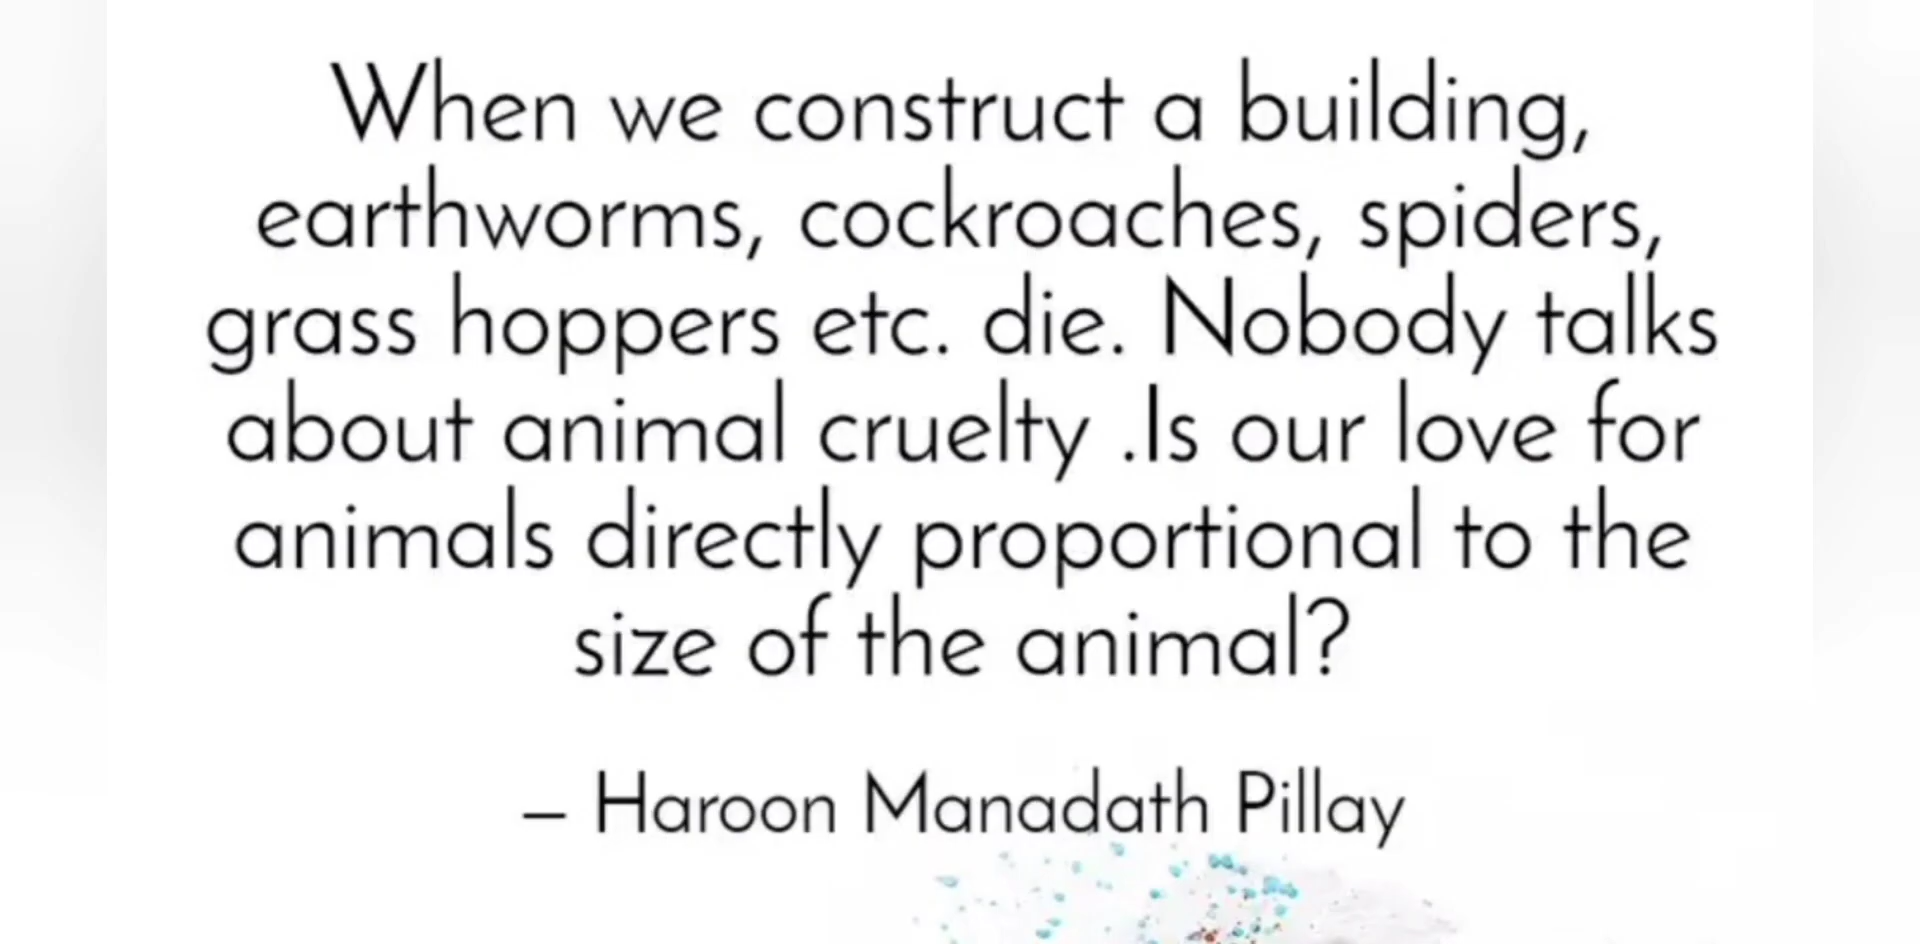 When we construct a building,
earthworms, cockroaches, spiders,
grass hoppers etc. die. Nobody talks
about animal cruelty .Is our love for
animals directly proportional to the
size of the animal?
– Haroon Manadath Pillay